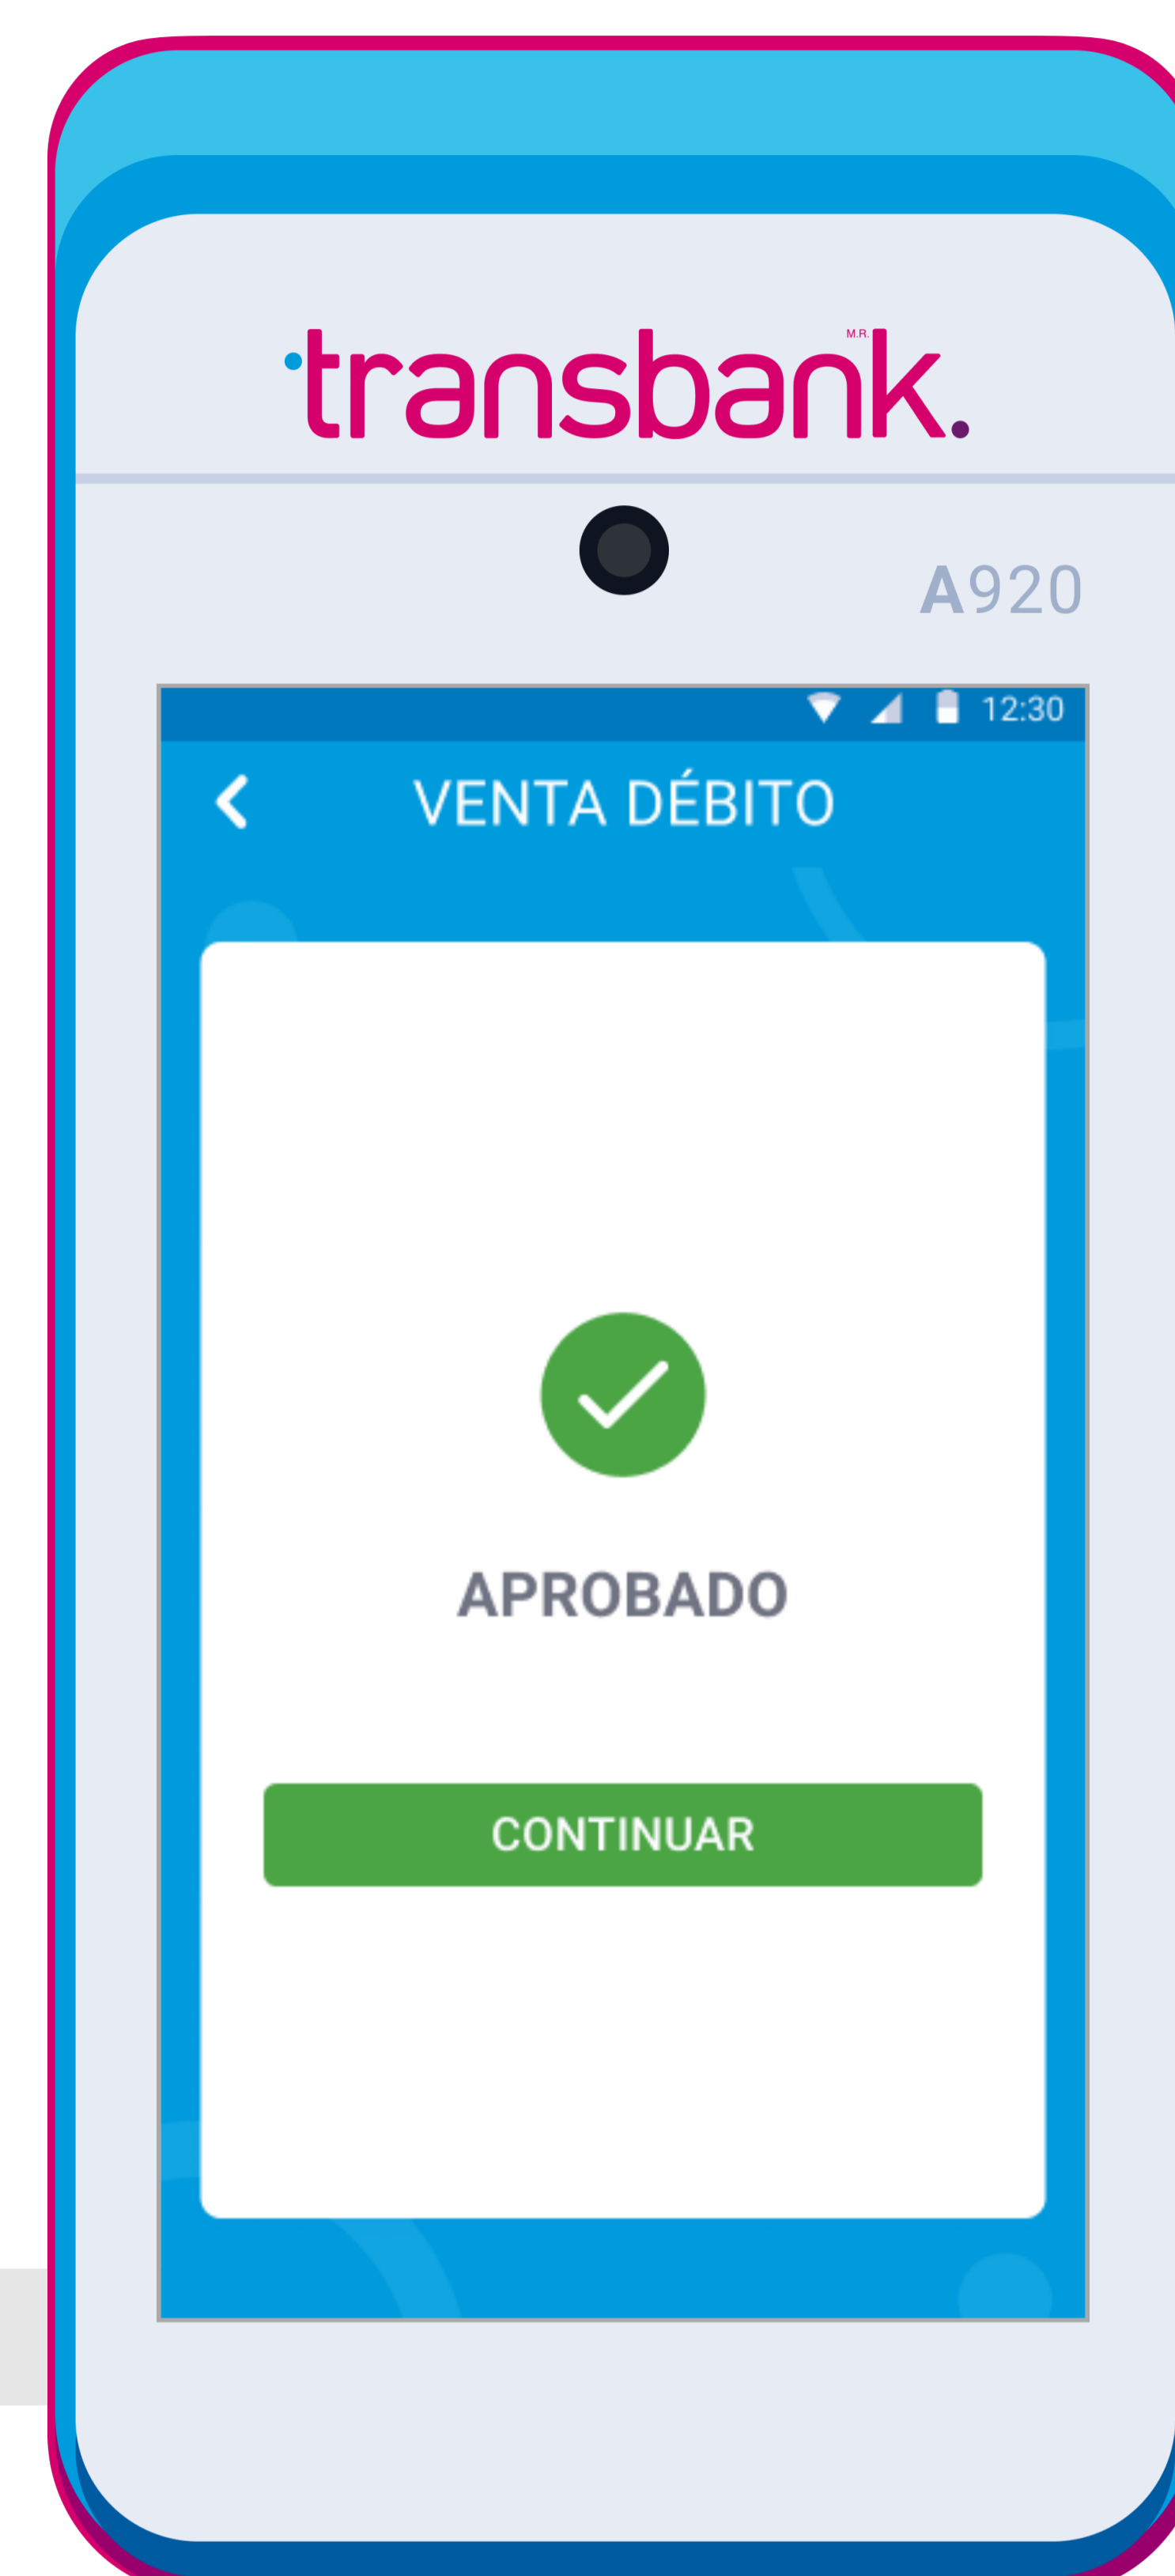 transbank.
M.R.
A920
12:30
VENTA DÉBITO
APROBADO
CONTINUAR